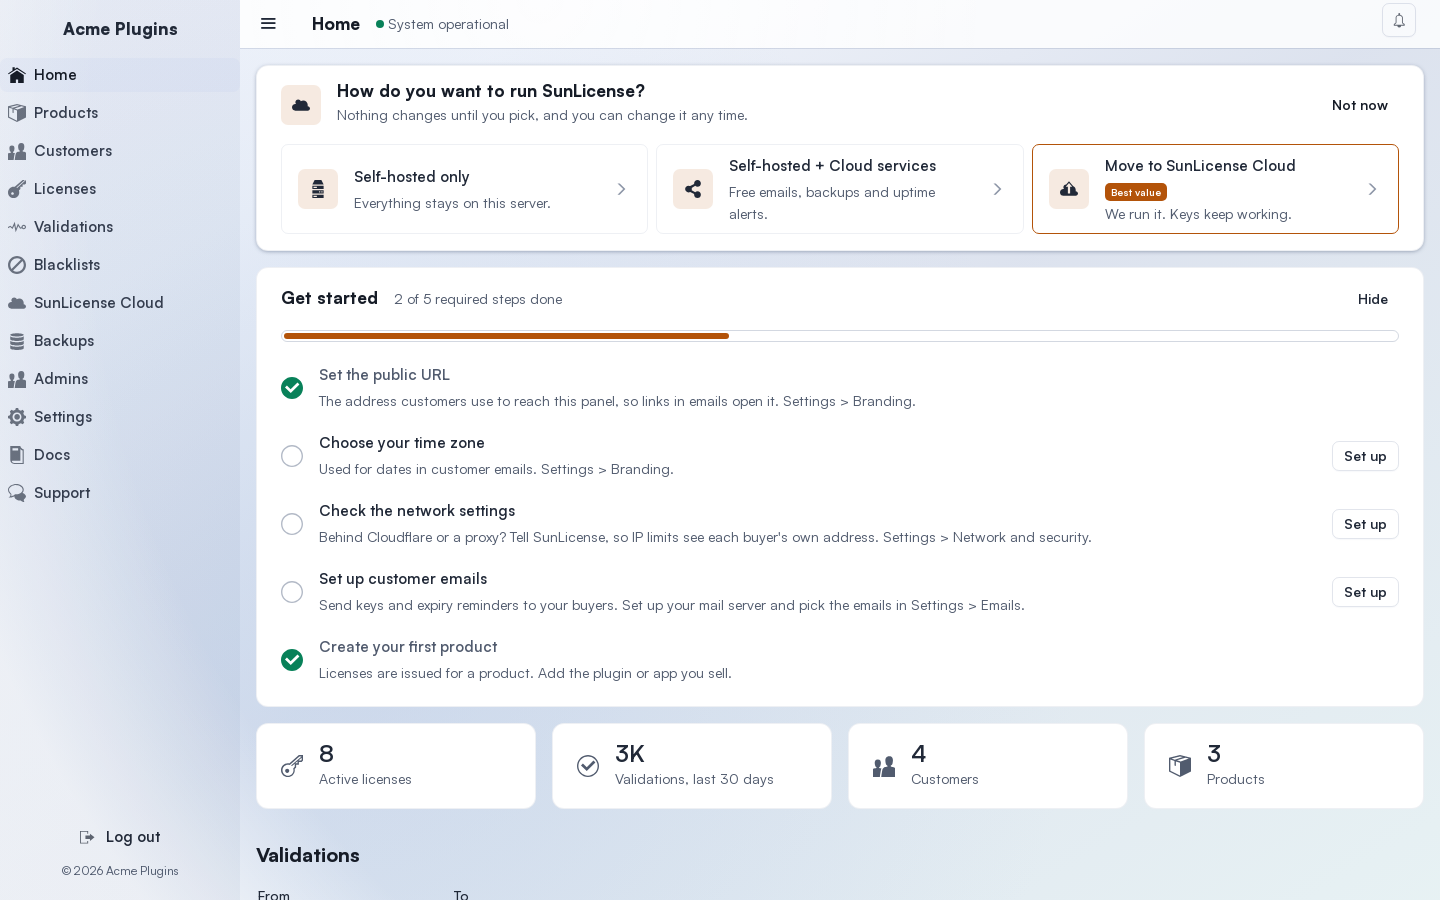 Acme Plugins
Home
Products
Customers
Licenses
Validations
Blacklists
SunLicense Cloud
Backups
Admins
Settings
Docs
Support
Log out
© 2026 Acme Plugins
Home
System operational
How do you want to run SunLicense?
Nothing changes until you pick, and you can change it any time.
Not now
Self-hosted only
Everything stays on this server.
Self-hosted + Cloud services
Free emails, backups and uptime
alerts.
Move to SunLicense Cloud
Best value
We run it. Keys keep working.
Get started
2 of 5 required steps done
Hide
Set the public URL
The address customers use to reach this panel, so links in emails open it. Settings > Branding.
Choose your time zone
Used for dates in customer emails. Settings > Branding.
Set up
Check the network settings
Behind Cloudflare or a proxy? Tell SunLicense, so IP limits see each buyer's own address. Settings > Network and security.
Set up
Set up customer emails
Send keys and expiry reminders to your buyers. Set up your mail server and pick the emails in Settings > Emails.
Set up
Create your first product
Licenses are issued for a product. Add the plugin or app you sell.
8
Active licenses
3K
Validations, last 30 days
4
Customers
3
Products
Validations
From
To